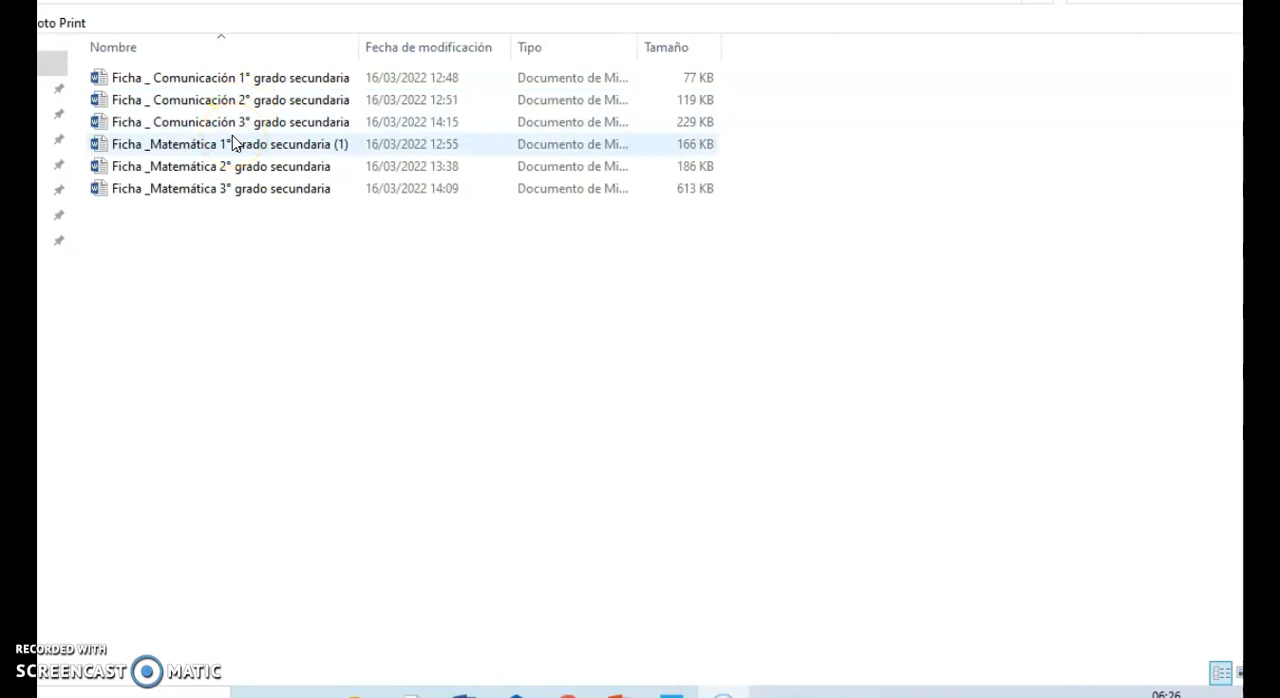 oto Print
Nombre Fecha de modificación Tipo Tamaño
Ficha _ Comunicación 1° grado secundaria 16/03/2022 12:48 Documento de Mi... 77 KB
Ficha _ Comunicación 2° grado secundaria 16/03/2022 12:51 Documento de Mi... 119 KB
Ficha _ Comunicación 3° grado secundaria 16/03/2022 14:15 Documento de Mi... 229 KB
Ficha _Matemática 1° grado secundaria (1) 16/03/2022 12:55 Documento de Mi... 166 KB
Ficha _Matemática 2° grado secundaria 16/03/2022 13:38 Documento de Mi... 186 KB
Ficha _Matemática 3° grado secundaria 16/03/2022 14:09 Documento de Mi... 613 KB
RECORDED WITH
SCREENCAST MATIC
06:26